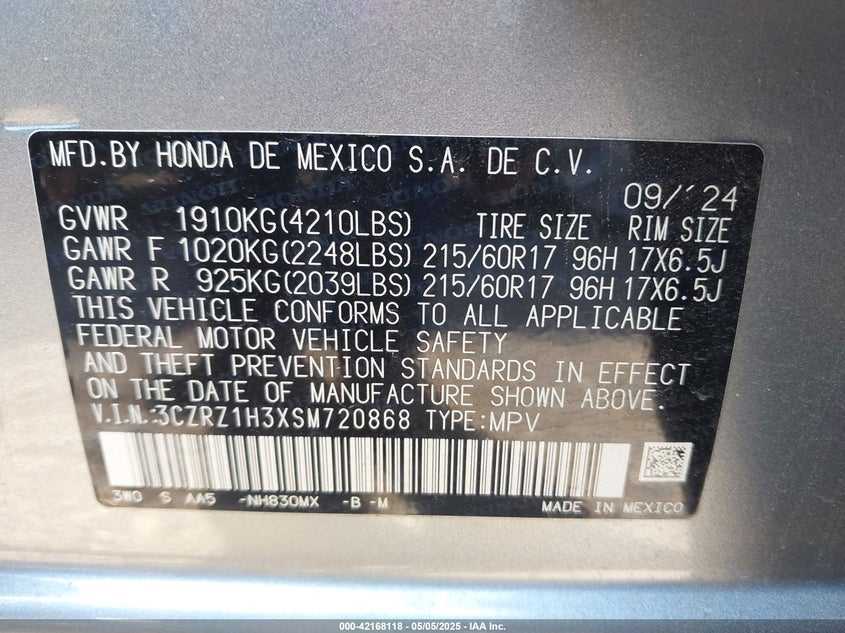 MFD.BY HONDA DE MEXICO S.A. DE C.V.
09/'24
GVWR 1910KG(4210LBS) TIRE SIZE RIM SIZE
GAWR F 1020KG(2248LBS) 215/60R17 96H 17X6.5J
GAWR R 925KG(2039LBS) 215/60R17 96H 17X6.5J
THIS VEHICLE CONFORMS TO ALL APPLICABLE
FEDERAL MOTOR VEHICLE SAFETY
AND THEFT PREVENTION STANDARDS IN EFFECT
ON THE DATE OF MANUFACTURE SHOWN ABOVE.
V.I.N.:3CZRZ1H3XSM720868 TYPE:MPV
3W0 S AA5 -NH830MX -B -M MADE IN MEXICO
000-42168118 - 05/05/2025 - IAA Inc.